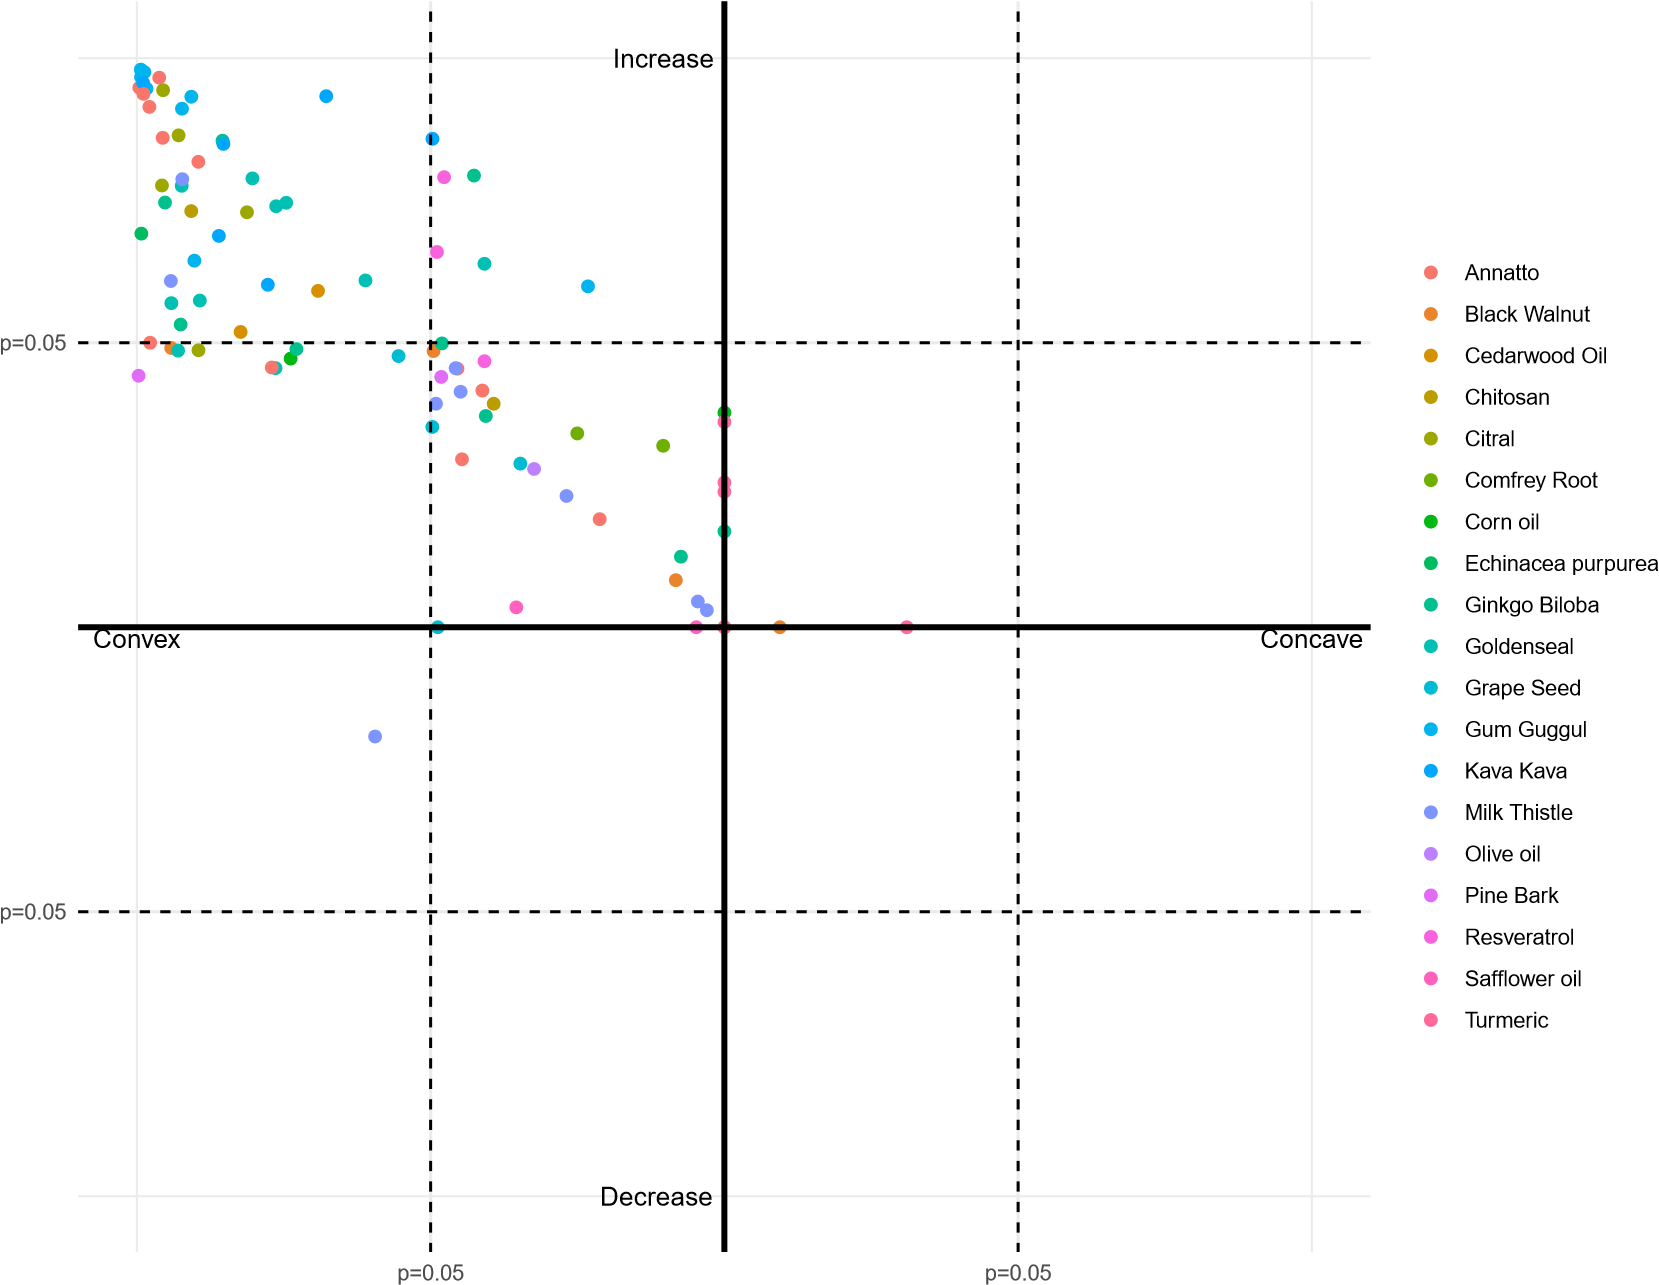 Increase
p=0.05
Convex
Concave
p=0.05
Decrease
p=0.05
p=0.05
Annatto
Black Walnut
Cedarwood Oil
Chitosan
Citral
Comfrey Root
Corn oil
Echinacea purpurea
Ginkgo Biloba
Goldenseal
Grape Seed
Gum Guggul
Kava Kava
Milk Thistle
Olive oil
Pine Bark
Resveratrol
Safflower oil
Turmeric